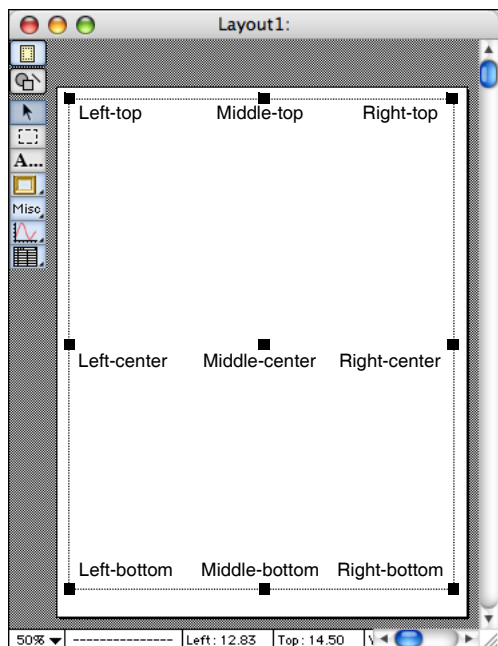 Layout1:
Left-top Middle-top Right-top
A...
Misc
Left-center Middle-center Right-center
Left-bottom Middle-bottom Right-bottom
50% Left: 12.83 Top: 14.50